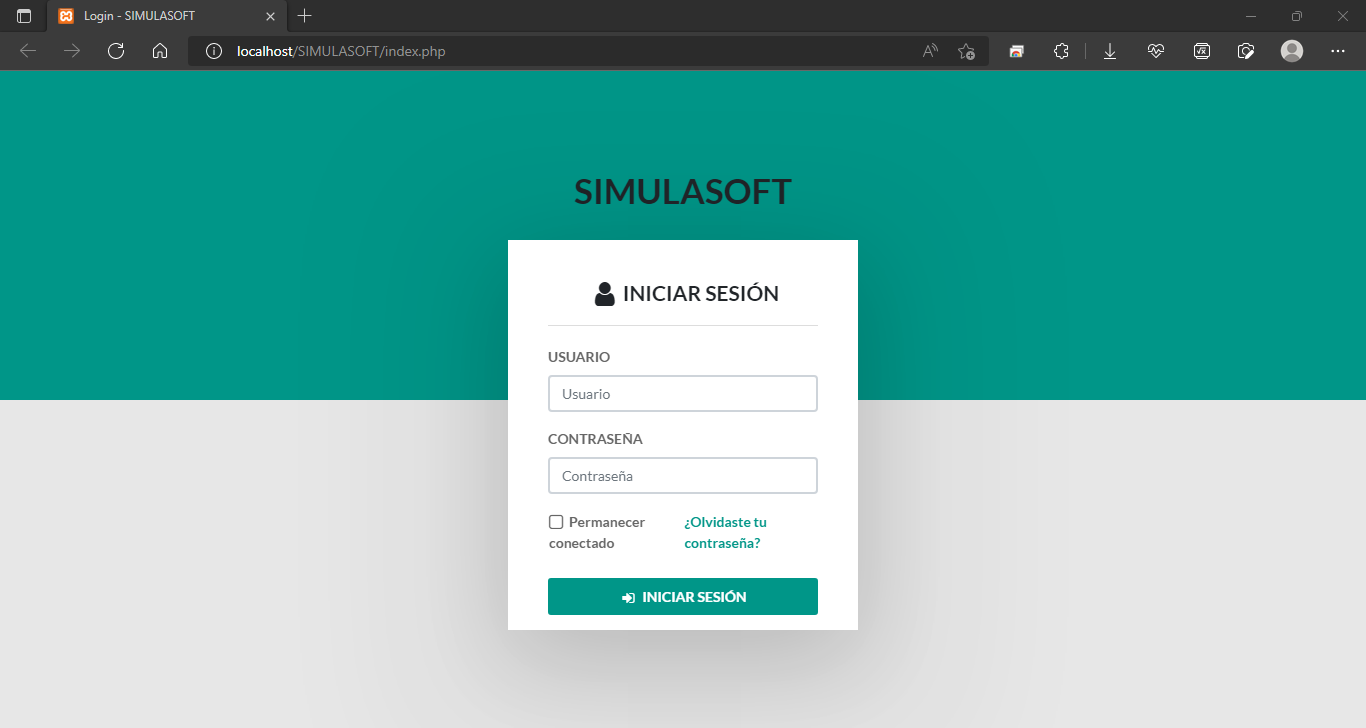 Login - SIMULASOFT
localhost/SIMULASOFT/index.php
SIMULASOFT
INICIAR SESIÓN
USUARIO
Usuario
CONTRASEÑA
Contraseña
Permanecer
conectado
¿Olvidaste tu
contraseña?
INICIAR SESIÓN